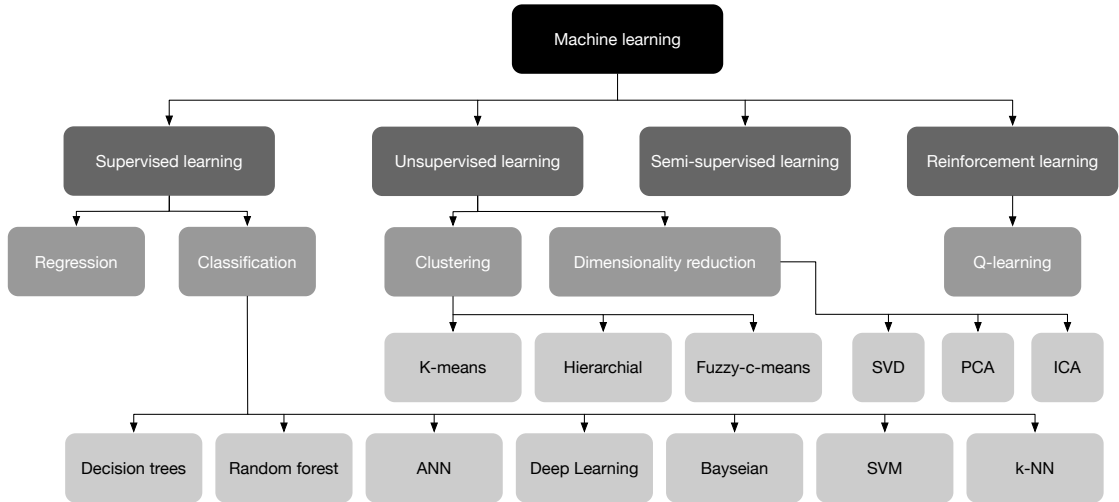 Machine learning
Supervised learning
Unsupervised learning
Semi-supervised learning
Reinforcement learning
Regression
Classification
Clustering
Dimensionality reduction
Q-learning
K-means
Hierarchial
Fuzzy-c-means
SVD
PCA
ICA
Decision trees
Random forest
ANN
Deep Learning
Bayseian
SVM
k-NN